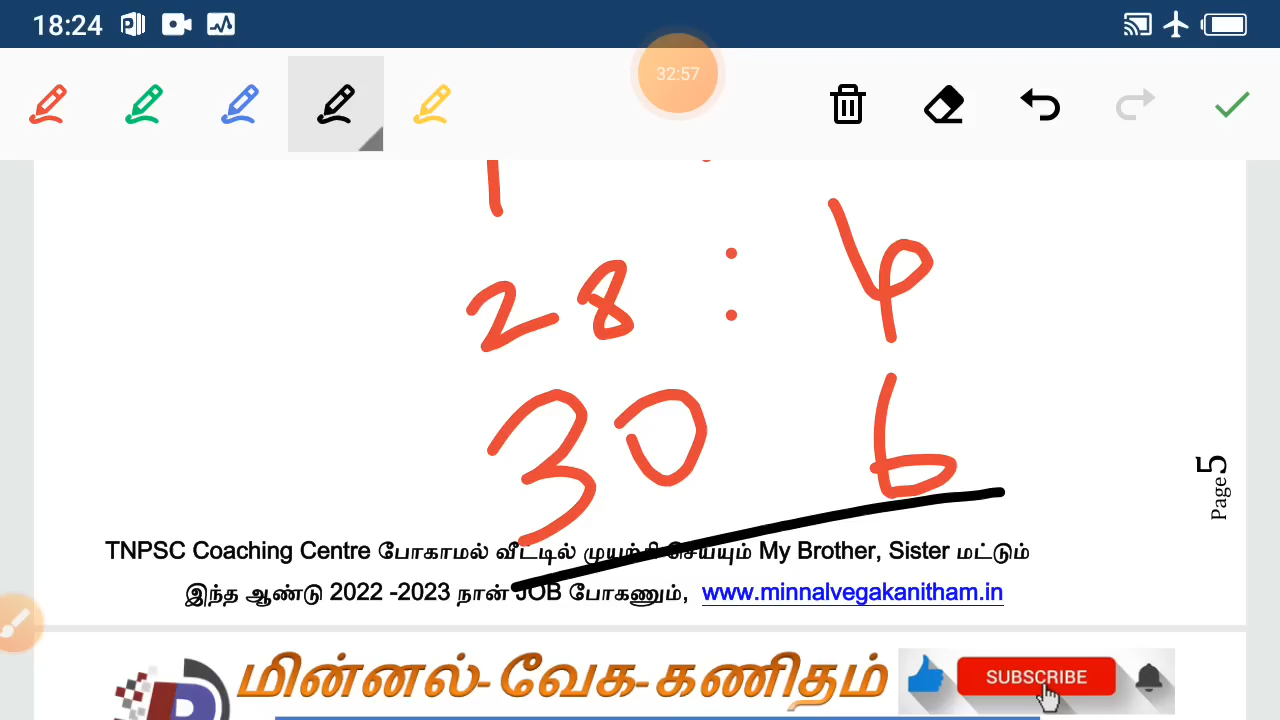 18:24
32:57
28 : 4
30 6
Page 5
TNPSC Coaching Centre போகாமல் வீட்டில் முயற்சி செய்யும் My Brother, Sister மட்டும்
இந்த ஆண்டு 2022 -2023 நான் JOB போகணும், www.minnalvegakanitham.in
மின்னல்-வேக-கணிதம்
SUBSCRIBE